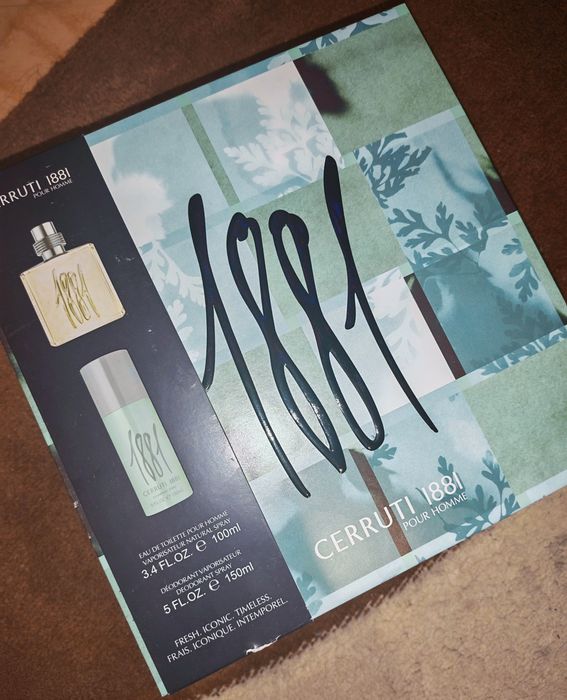 CERRUTI 1881
POUR HOMME
1881
1881
CERRUTI 1881
EAU DE TOILETTE POUR HOMME
VAPORISATEUR NATURAL SPRAY
3.4 FL.OZ. ℮ 100ml
DÉODORANT VAPORISATEUR
DEODORANT SPRAY
5 FL.OZ. ℮ 150ml
FRESH. ICONIC. TIMELESS.
FRAIS. ICONIQUE. INTEMPOREL.
1881
CERRUTI 1881
POUR HOMME